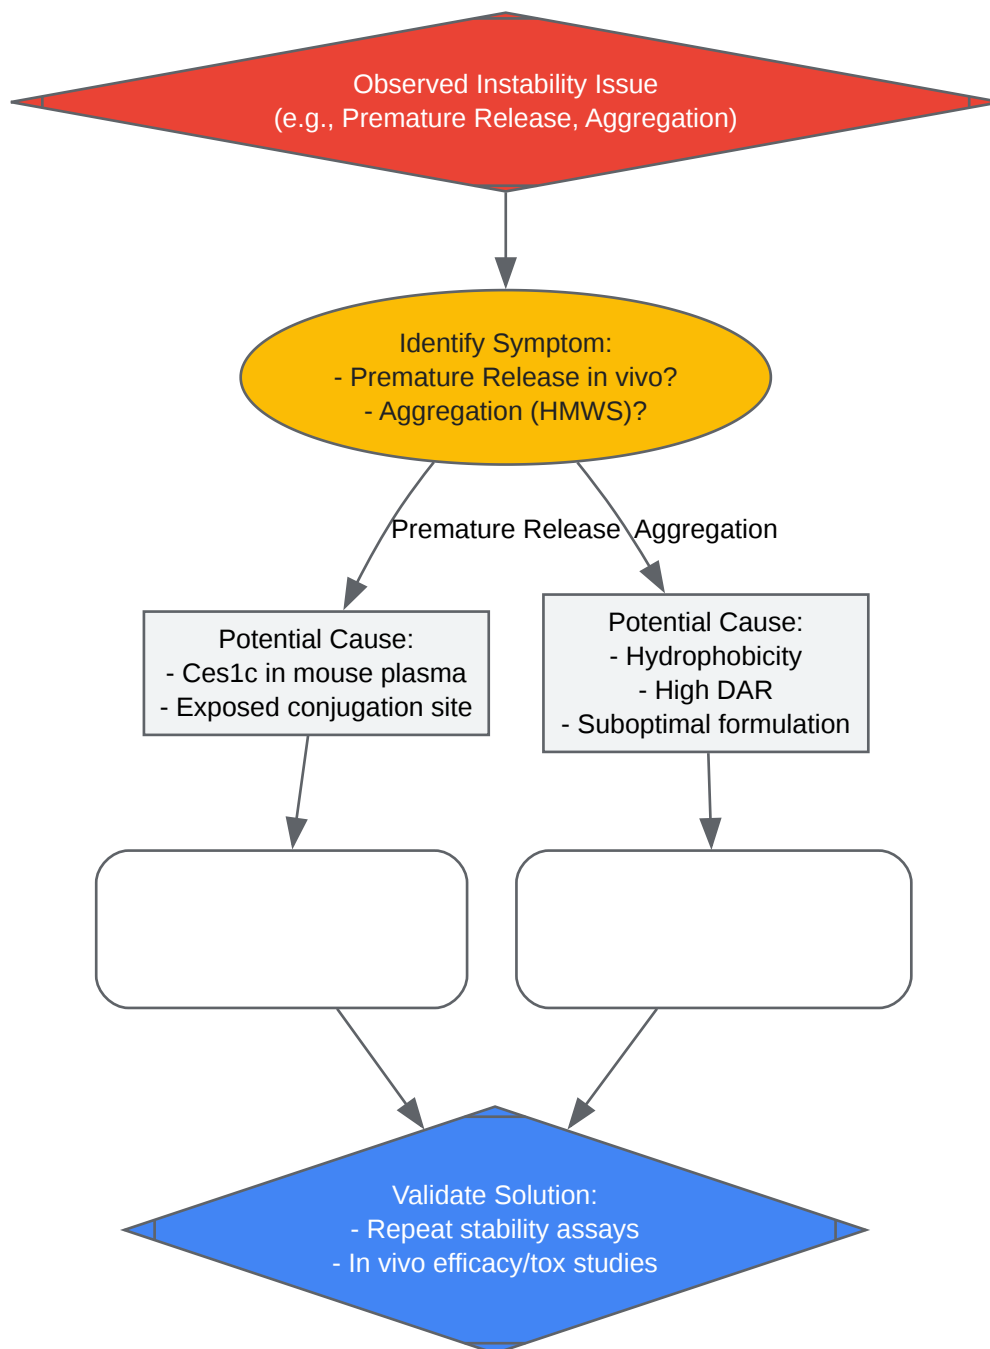 Observed Instability Issue
(e.g., Premature Release, Aggregation)
Identify Symptom:
- Premature Release in vivo?
- Aggregation (HMWS)?
Premature Release
Aggregation
Potential Cause:
- Ces1c in mouse plasma
- Exposed conjugation site
Potential Cause:
- Hydrophobicity
- High DAR
- Suboptimal formulation
Validate Solution:
- Repeat stability assays
- In vivo efficacy/tox studies